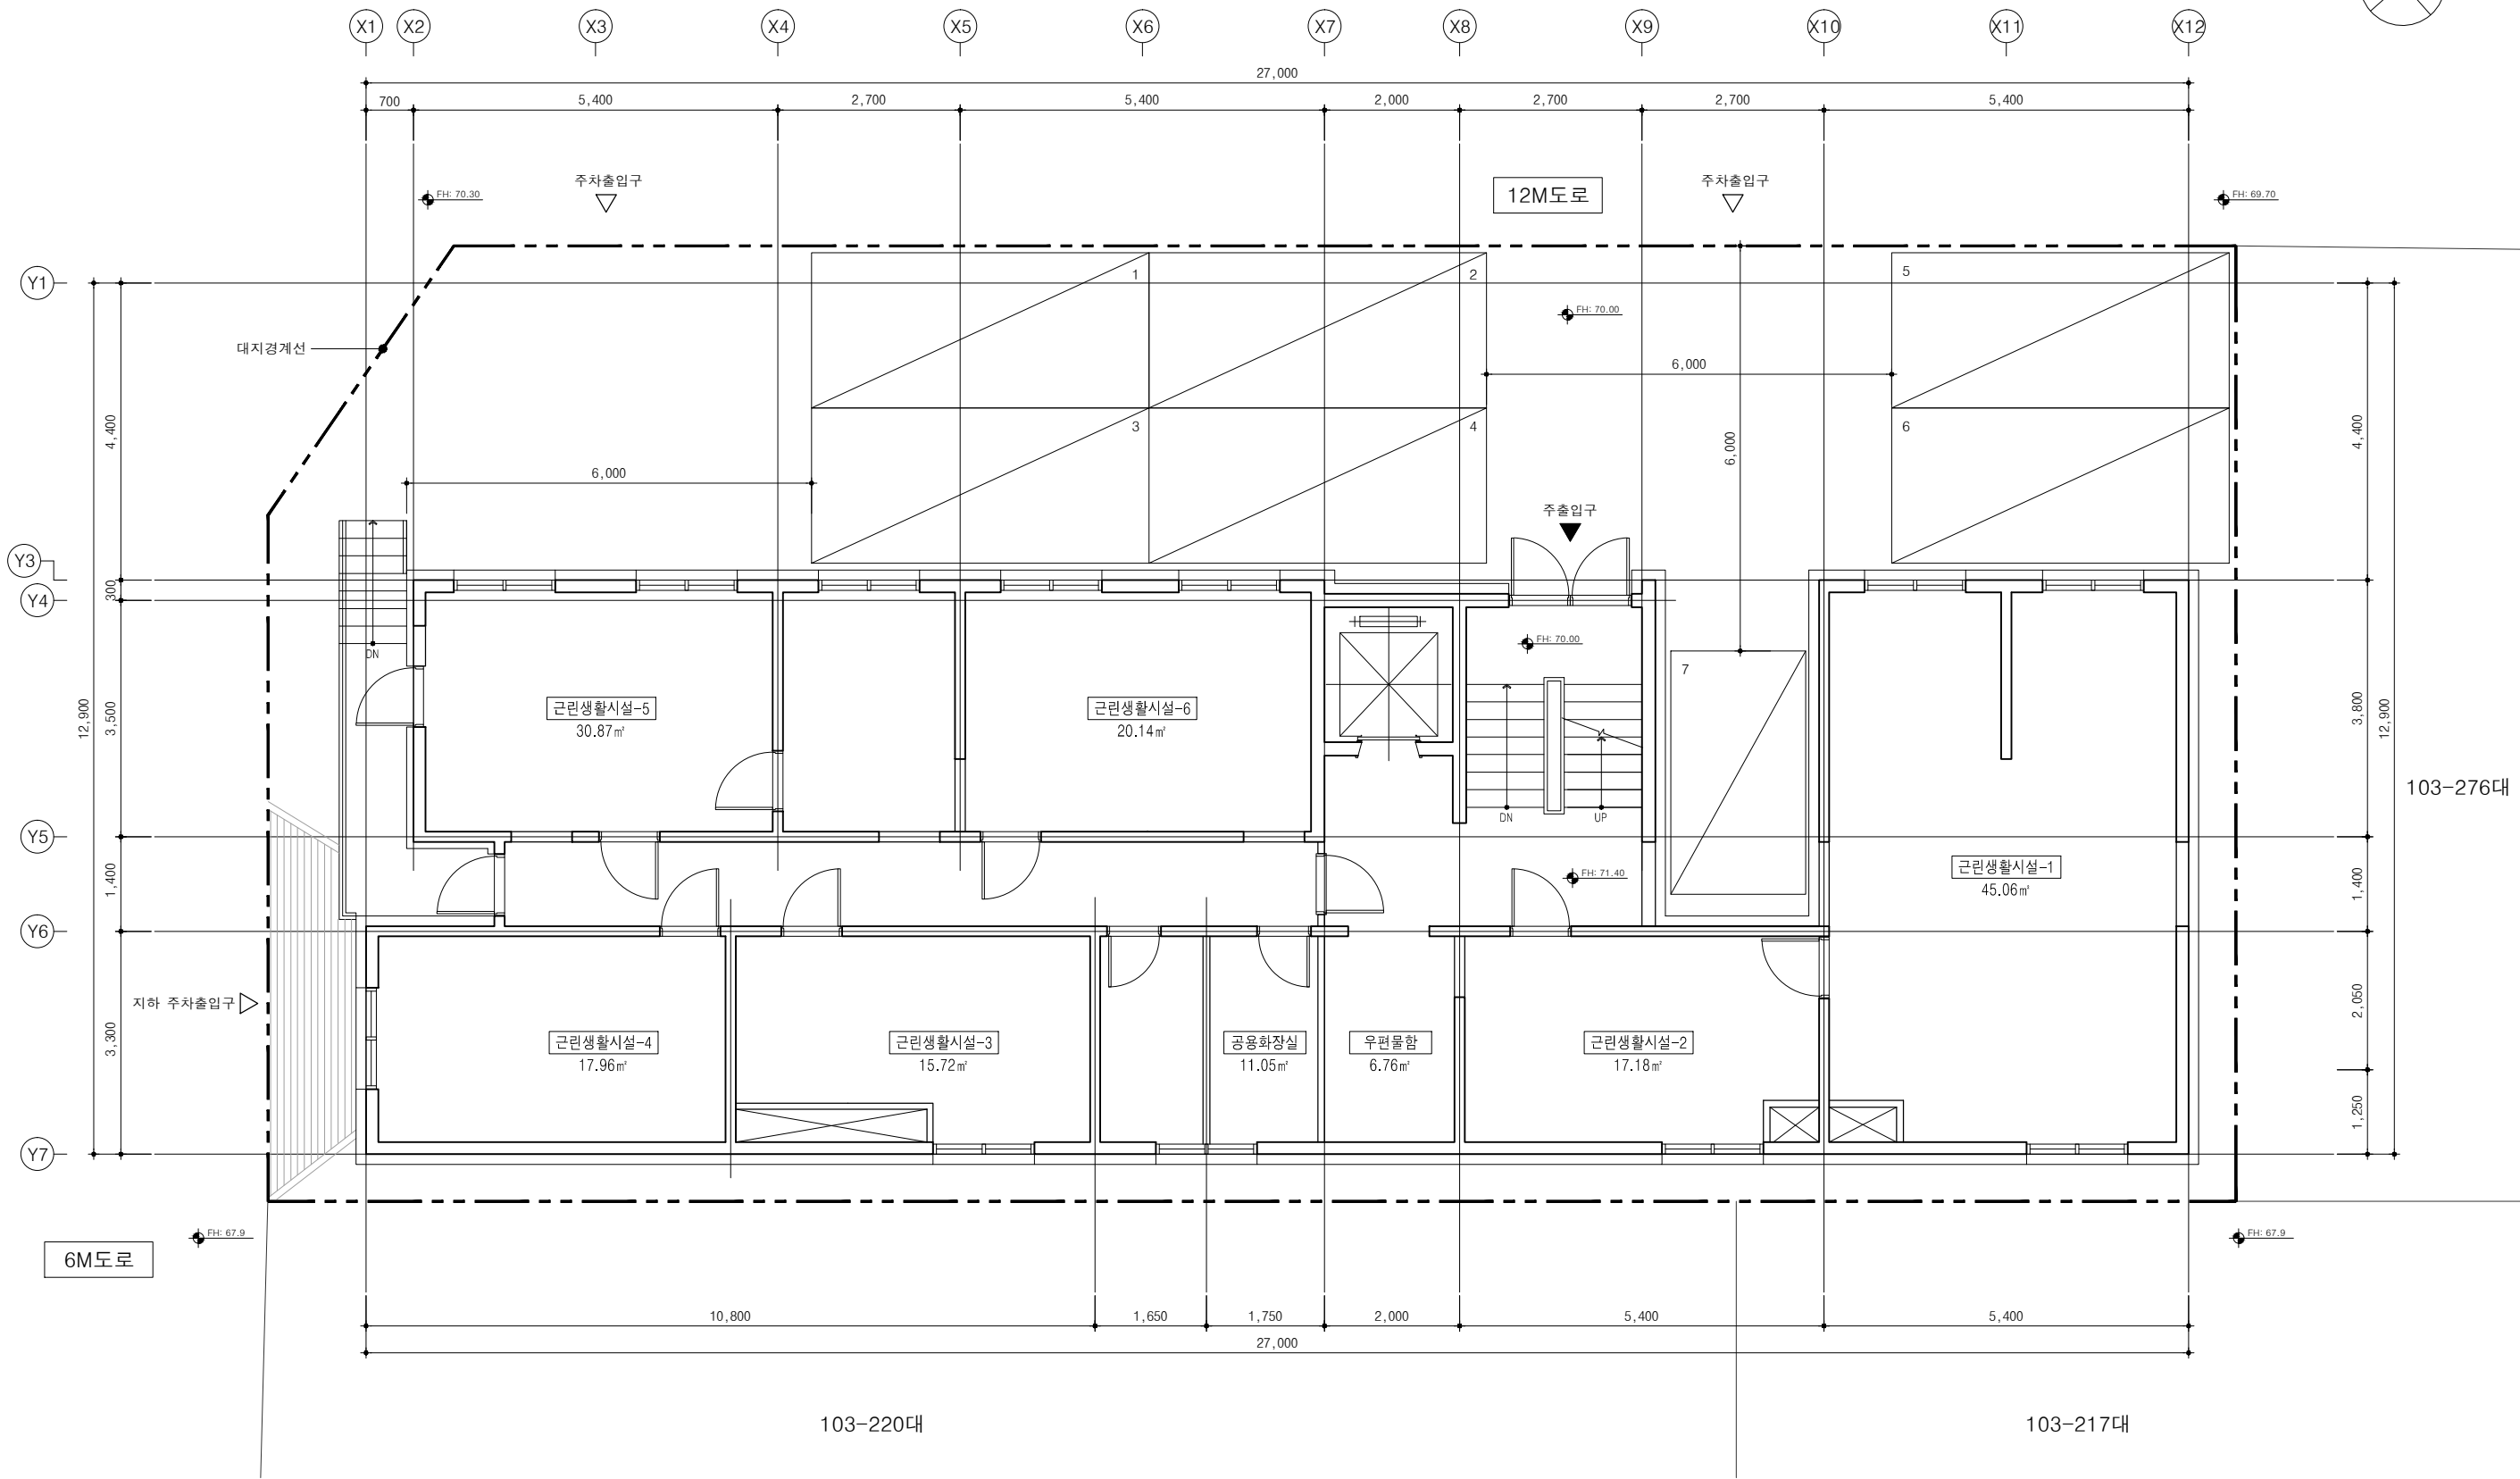 X1 X2 X3 X4 X5 X6 X7 X8 X9 X10 X11 X12
27,000
700 5,400 2,700 5,400 2,000 2,700 2,700 5,400
주차출입구
주차출입구
FH: 70.30
12M도로
FH: 69.70
Y1
1
2
5
FH: 70.00
대지경계선
6,000
4,400
3
4
6
4,400
6,000
6,000
주출입구
Y3
300
Y4
FH: 70.00
DN
7
12,900
3,500
근린생활시설-5
30.87㎡
근린생활시설-6
20.14㎡
3,800
12,900
103-276대
DN
UP
Y5
1,400
근린생활시설-1
45.06㎡
FH: 71.40
1,400
Y6
지하 주차출입구
2,050
3,300
근린생활시설-4
17.96㎡
근린생활시설-3
15.72㎡
공용화장실
11.05㎡
우편물함
6.76㎡
근린생활시설-2
17.18㎡
1,250
Y7
FH: 67.9
FH: 67.9
6M도로
10,800 1,650 1,750 2,000 5,400 5,400
27,000
103-220대
103-217대